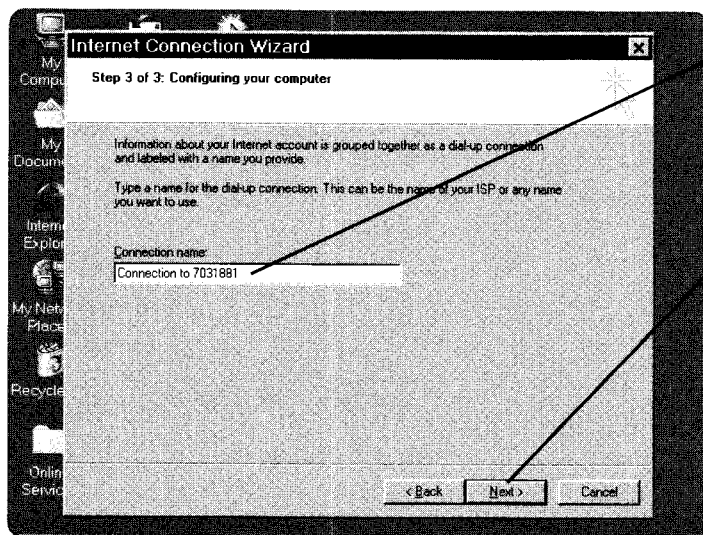 Internet Connection Wizard
Step 3 of 3: Configuring your computer
Information about your Internet account is grouped together as a dial-up connection
and labeled with a name you provide.
Type a name for the dial-up connection. This can be the name of your ISP or any name
you want to use.
Connection name:
Connection to 7031881
< Back
Next >
Cancel
My
Compu
My
Docume
Intern
Explor
My Netw
Place
Recycle
Onlin
Servic